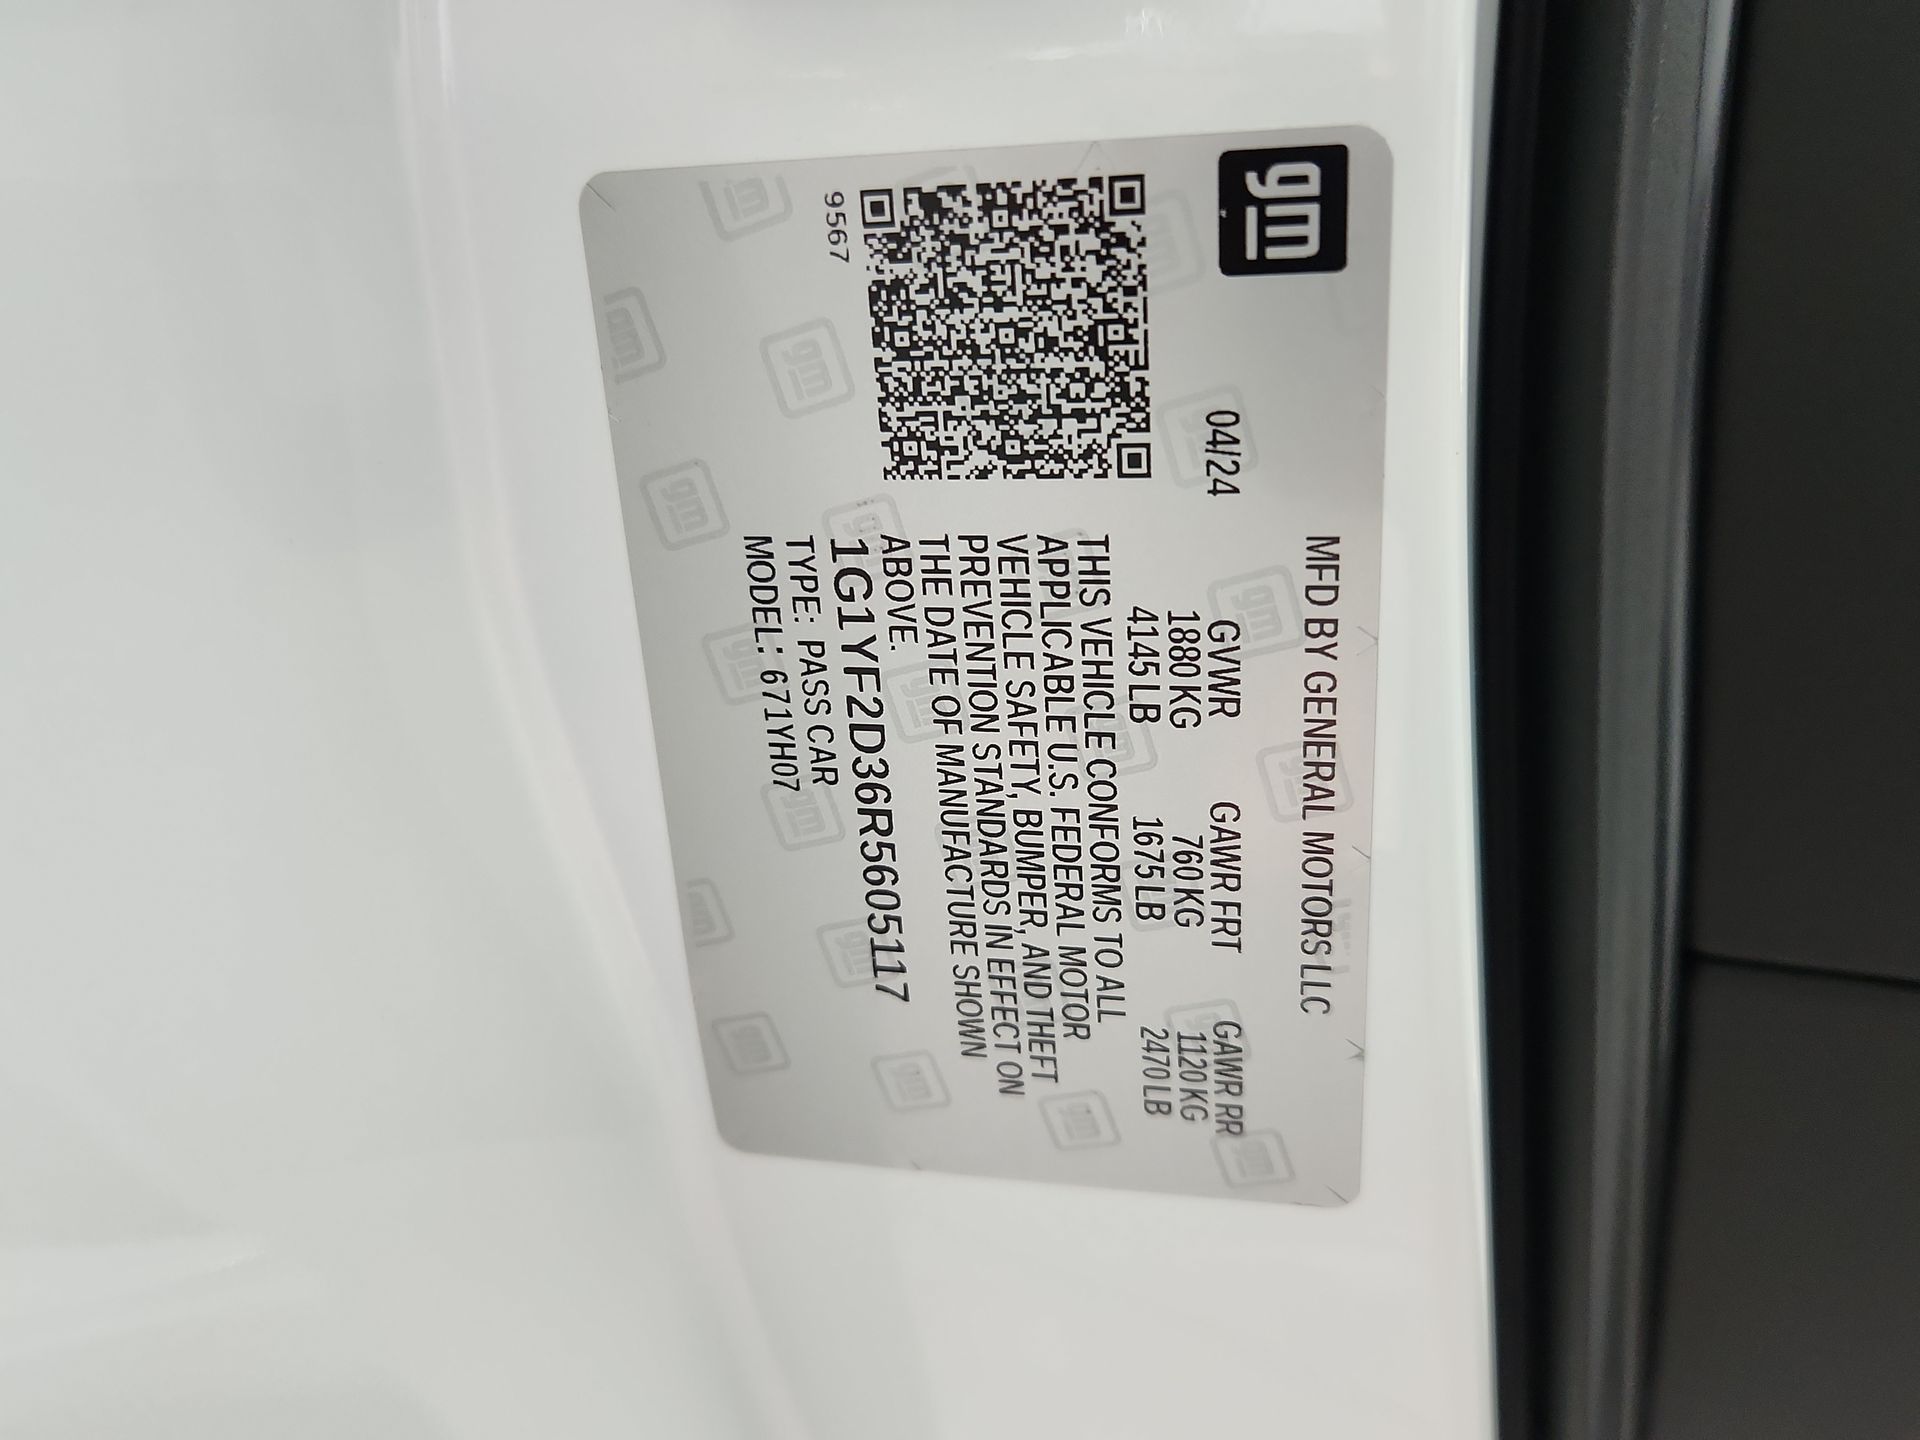 gm
MFD BY GENERAL MOTORS LLC
04/24 GVWR GAWR FRT GAWR RR
1880 KG 760 KG 1120 KG
4145 LB 1675 LB 2470 LB
THIS VEHICLE CONFORMS TO ALL
APPLICABLE U.S. FEDERAL MOTOR
VEHICLE SAFETY, BUMPER, AND THEFT
PREVENTION STANDARDS IN EFFECT ON
THE DATE OF MANUFACTURE SHOWN
ABOVE.
9567
1G1YF2D36R5605117
TYPE: PASS CAR
MODEL: 671YH07